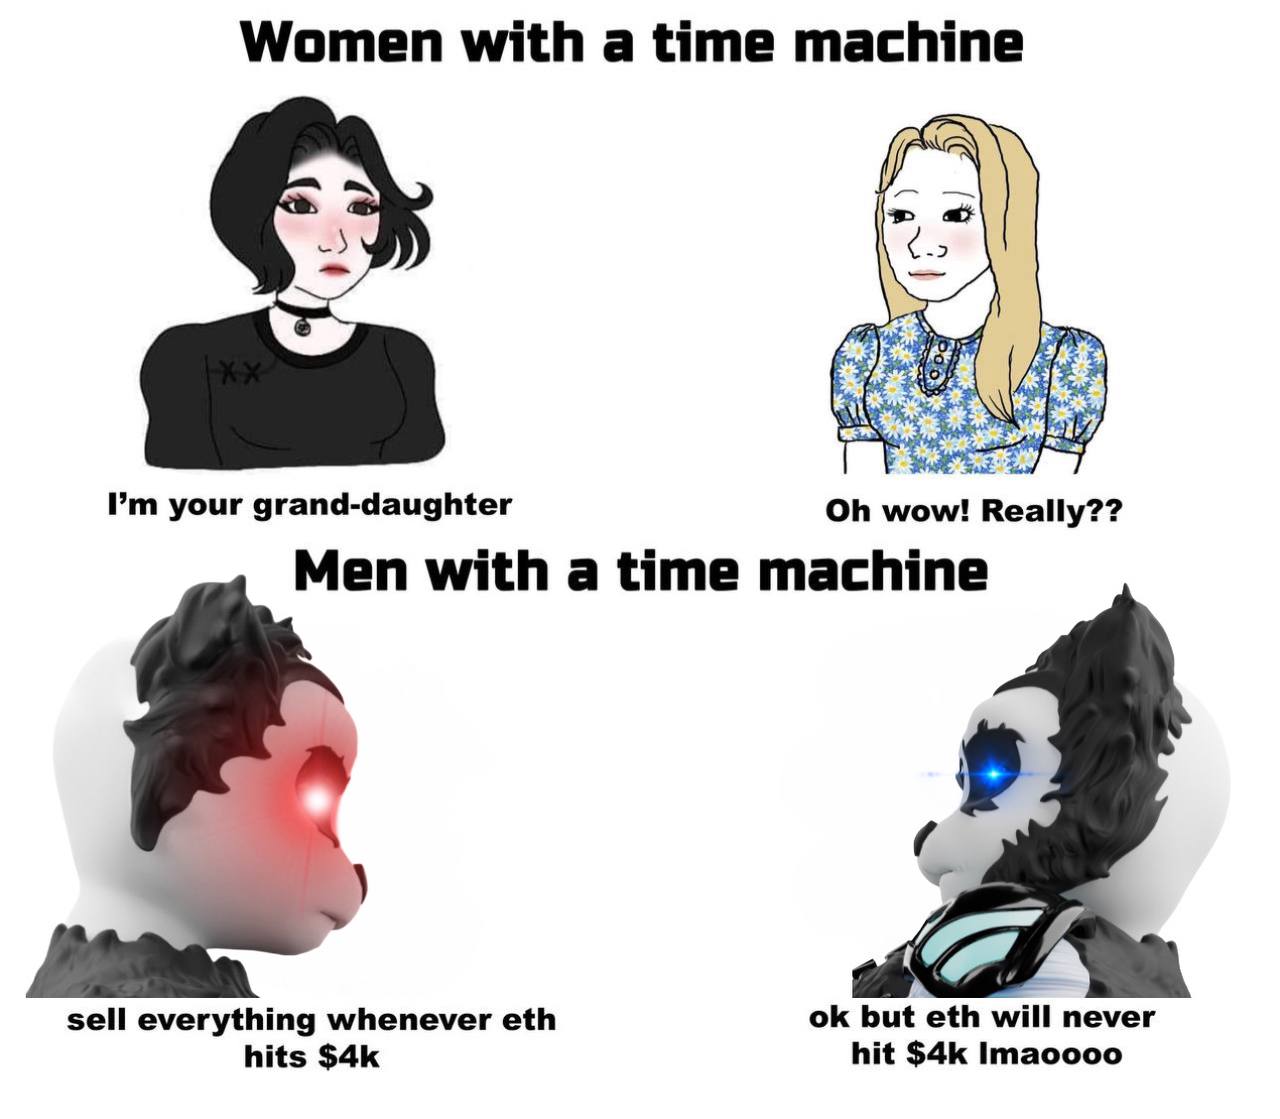 Women with a time machine
I'm your grand-daughter
Oh wow! Really??
Men with a time machine
sell everything whenever eth
hits $4k
ok but eth will never
hit $4k lmaoooo